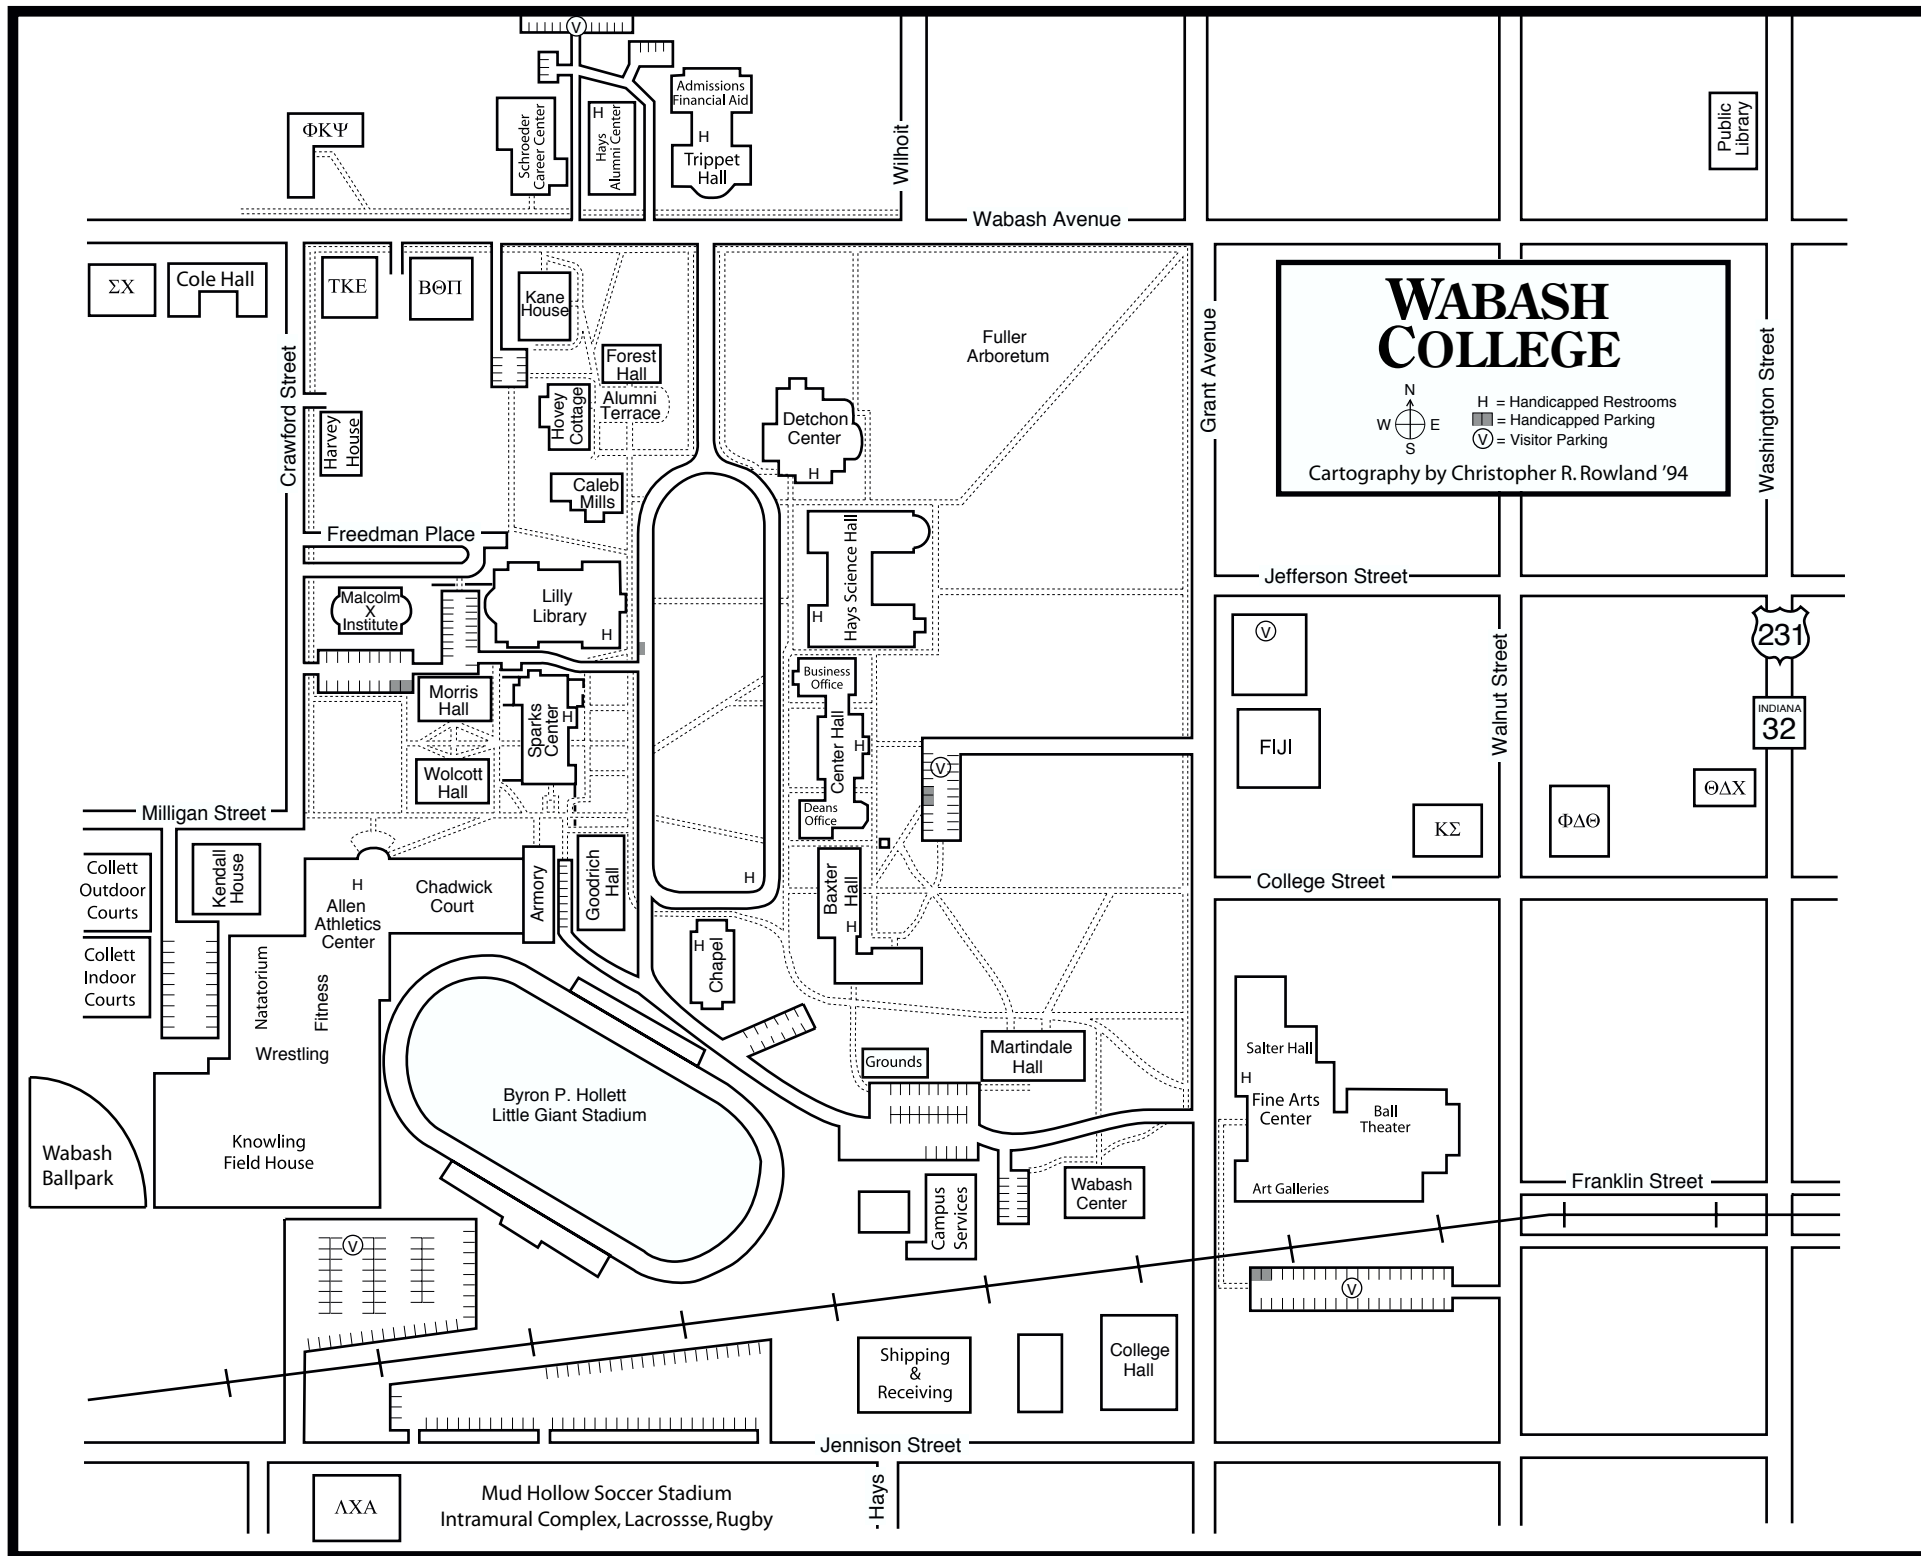 V
Admissions
Financial Aid
H
Trippet
Hall
Schroeder
Career Center
H
Hays
Alumni Center
ΦΚΨ
Wilhoit
Public
Library
Wabash Avenue
ΣΧ
Cole Hall
ΤΚΕ
ΒΘΠ
Kane
House
Fuller
Arboretum
WABASH
COLLEGE
N
W E
S
H = Handicapped Restrooms
= Handicapped Parking
V = Visitor Parking
Cartography by Christopher R. Rowland '94
Crawford Street
Grant Avenue
Washington Street
Forest
Hall
Alumni
Terrace
Hovey
Cottage
Harvey
House
Detchon
Center
H
Caleb
Mills
Freedman Place
Hays Science Hall
H
Jefferson Street
Malcolm
X
Institute
Lilly
Library
H
V
231
INDIANA
32
Walnut Street
Business
Office
Morris
Hall
Sparks
Center
H
Center Hall
H
FIJI
V
Wolcott
Hall
Deans
Office
ΘΔΧ
ΚΣ
ΦΔΘ
Milligan Street
Collett
Outdoor
Courts
Kendall
House
H
Allen
Athletics
Center
Chadwick
Court
Armory
Goodrich
Hall
H
Baxter
Hall
H
College Street
Collett
Indoor
Courts
Natatorium
Fitness
Wrestling
H
Chapel
Martindale
Hall
Grounds
Salter Hall
H
Fine Arts
Center
Ball
Theater
Art Galleries
Byron P. Hollett
Little Giant Stadium
Wabash
Ballpark
Knowling
Field House
Campus
Services
Wabash
Center
Franklin Street
V
V
Shipping
&
Receiving
College
Hall
Jennison Street
Hays
ΛΧΑ
Mud Hollow Soccer Stadium
Intramural Complex, Lacrossse, Rugby